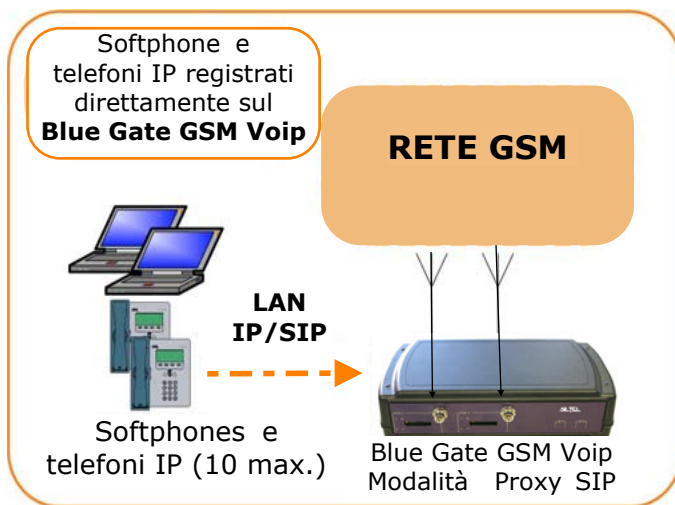 Softphone e
telefoni IP registrati
direttamente sul
Blue Gate GSM Voip
RETE GSM
LAN
IP/SIP
Softphones e
telefoni IP (10 max.)
Blue Gate GSM Voip
Modalità Proxy SIP